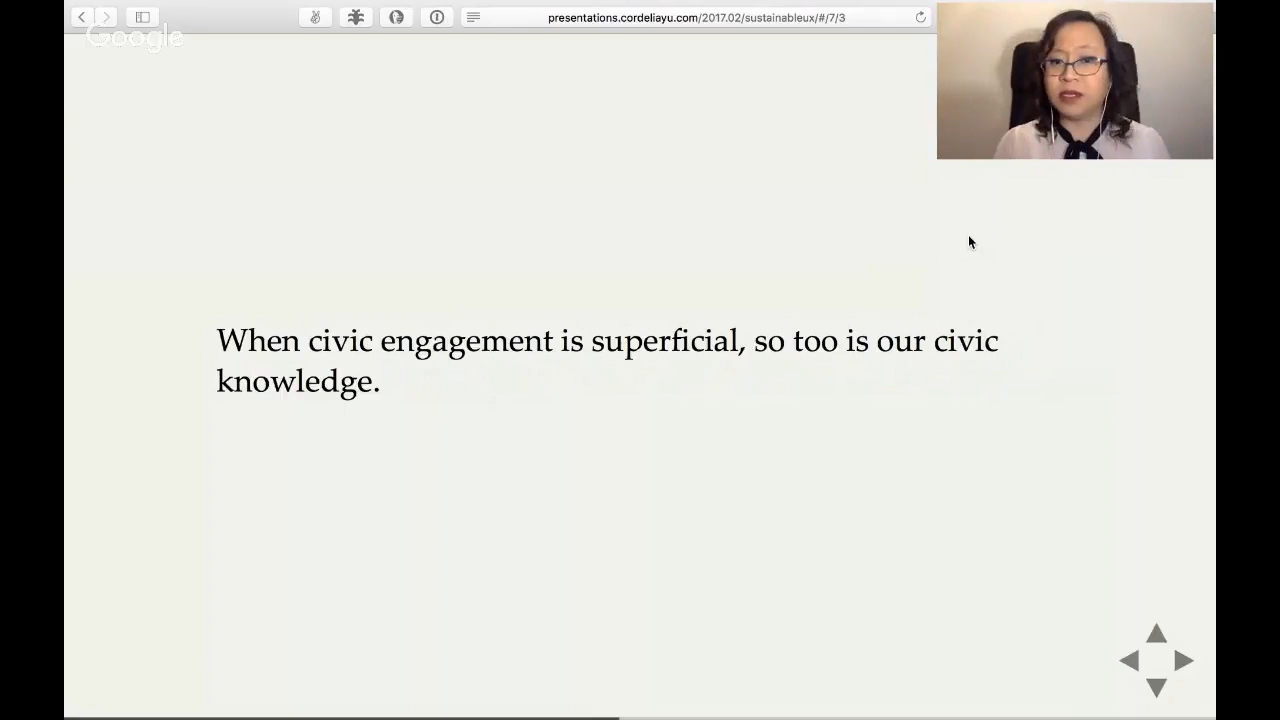 presentations.cordeliayu.com/2017.02/sustainableux/#/7/3
Google
When civic engagement is superficial, so too is our civic
knowledge.